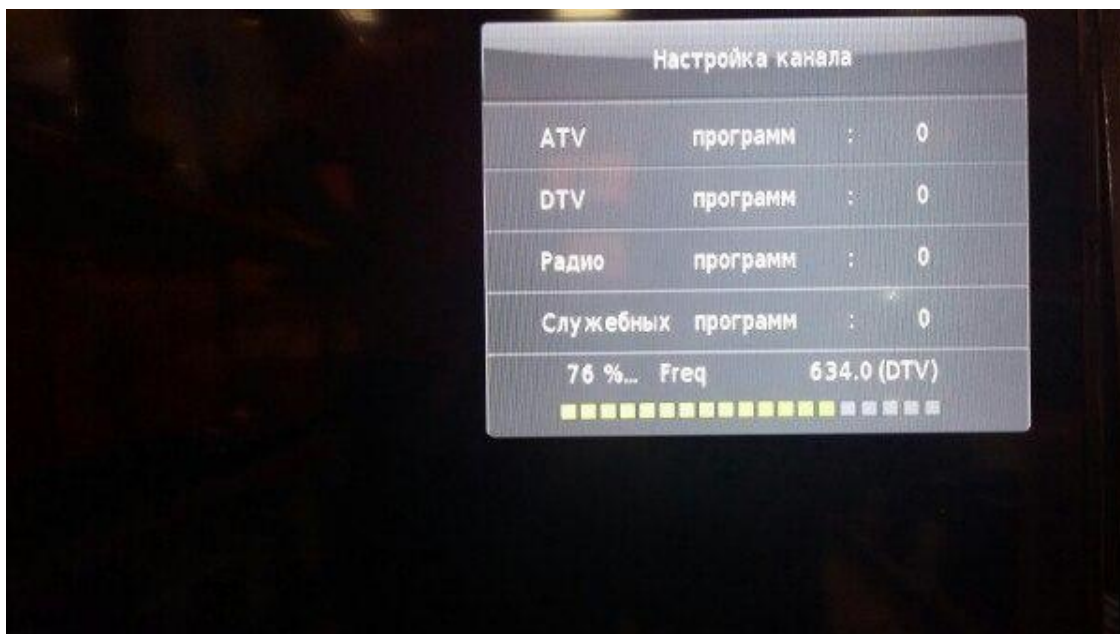 Настройка канала
ATV программ : 0
DTV программ : 0
Радио программ : 0
Служебных программ : 0
76 %... Freq 634.0 (DTV)